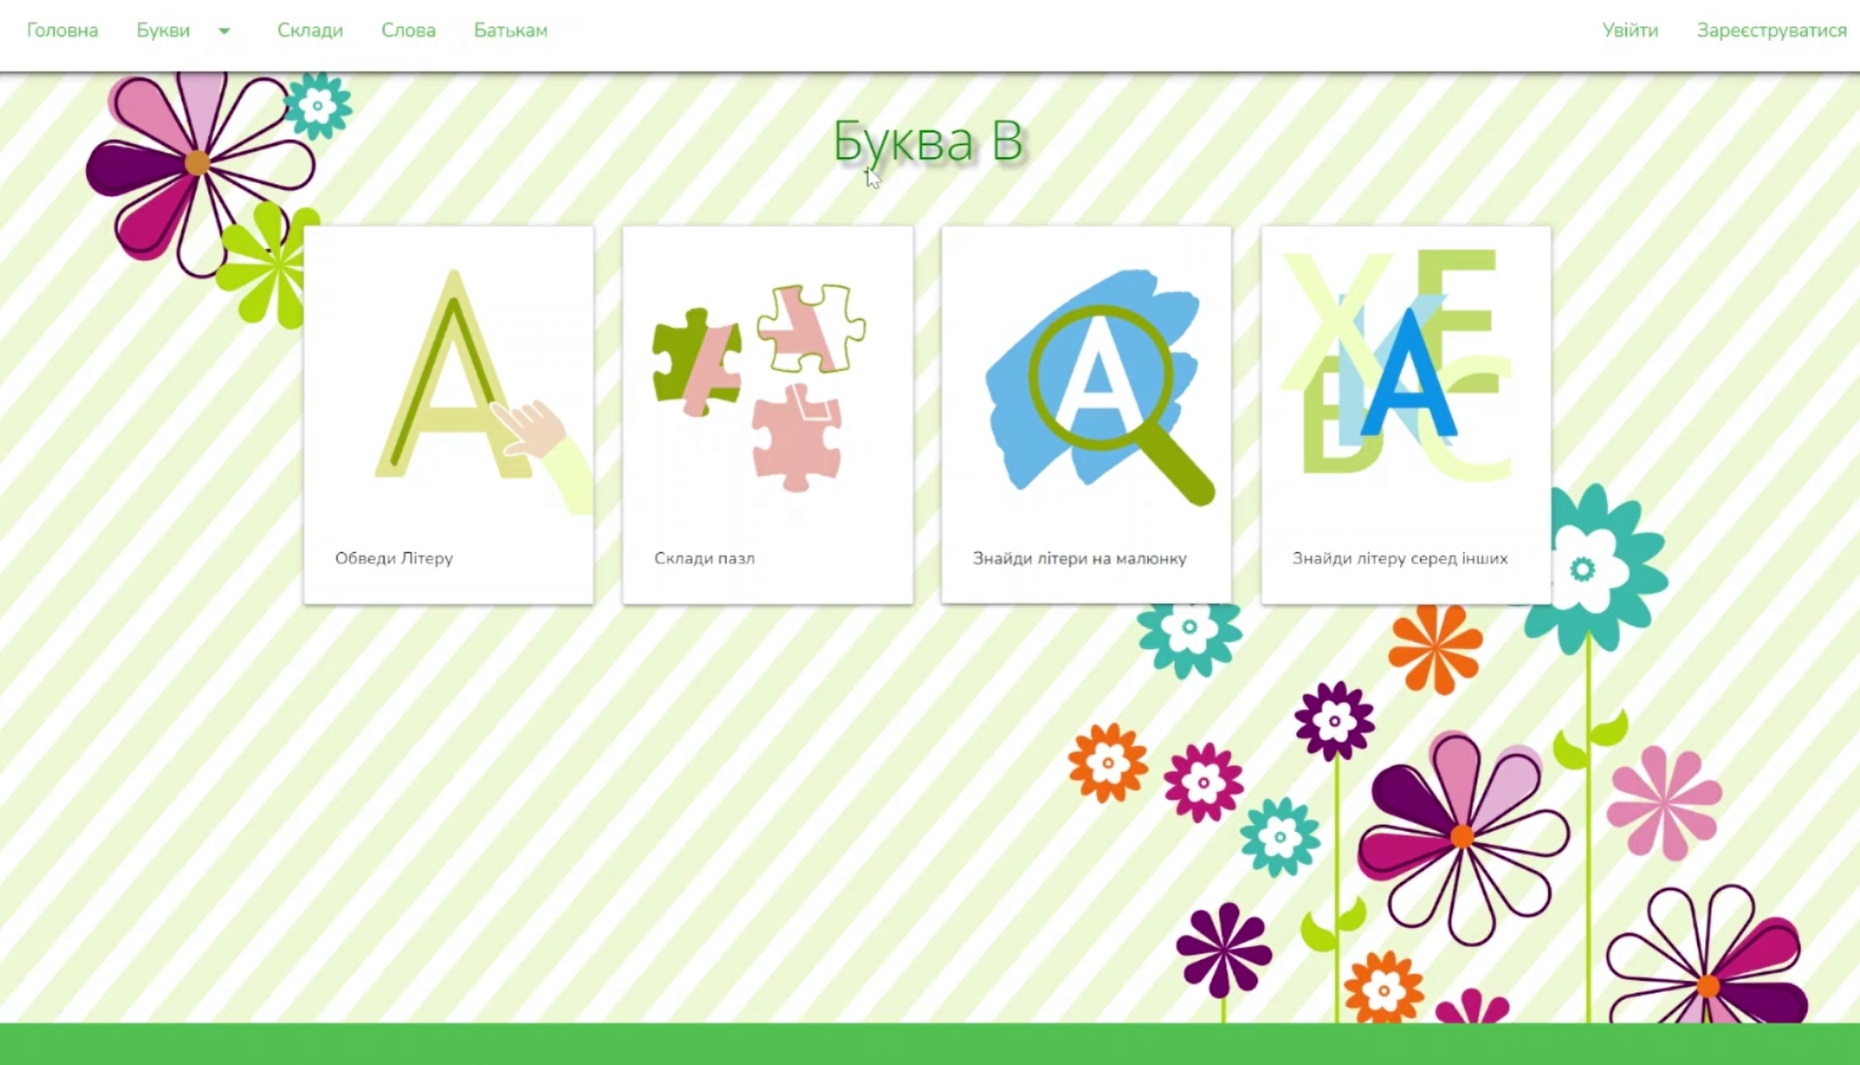 Головна Букви Склади Слова Батькам Увійти Зареєструватися
Буква В
Обведи Літеру
Склади пазл
Знайди літери на малюнку
Знайди літеру серед інших